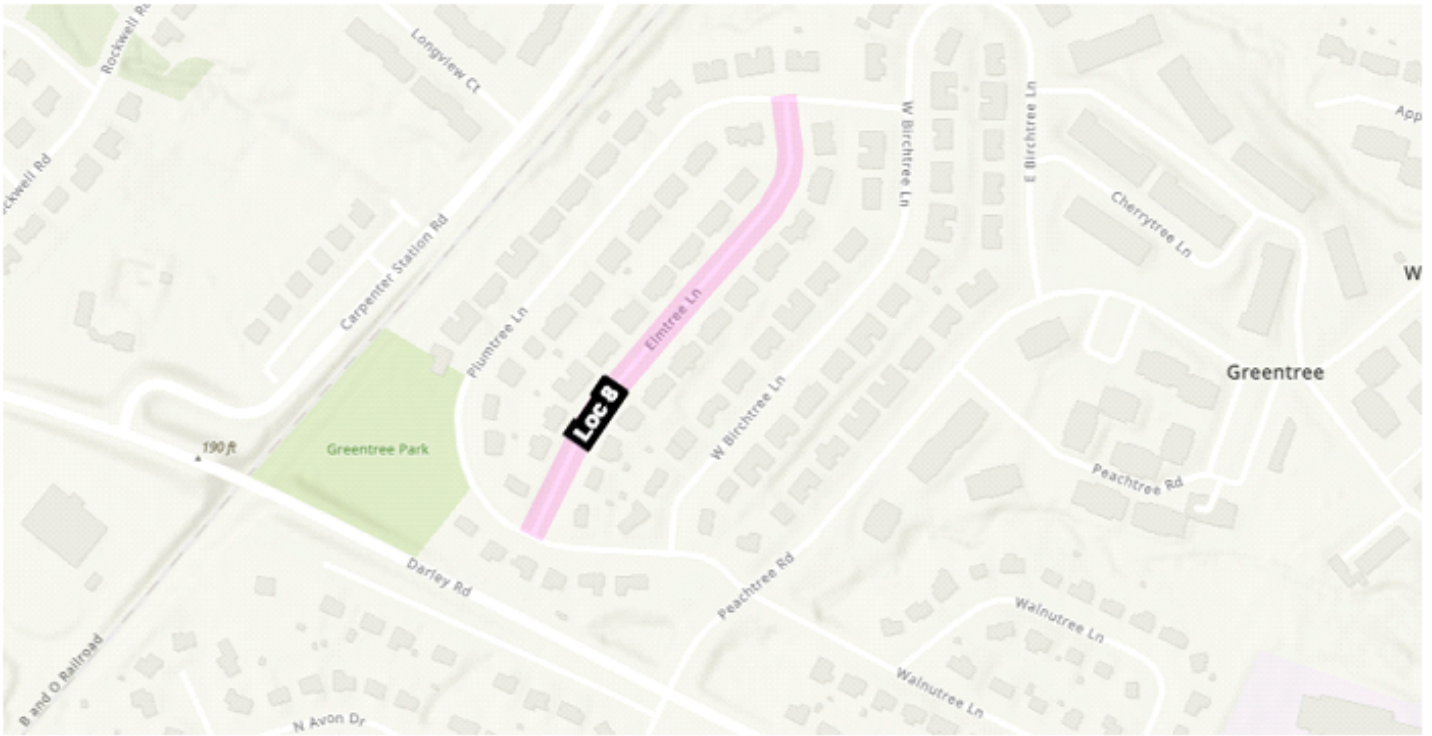 Rockwell Rd
Longview Ct
ckwell Rd
Carpenter Station Rd
W Birchtree Ln
E Birchtree Ln
App
Cherrytree Ln
W
Plumtree Ln
Elmtree Ln
Greentree
Loc 8
W Birchtree Ln
190 ft
Greentree Park
Peachtree Rd
Darley Rd
Peachtree Rd
Walnutree Ln
B and O Railroad
Walnutree Ln
N Avon Dr